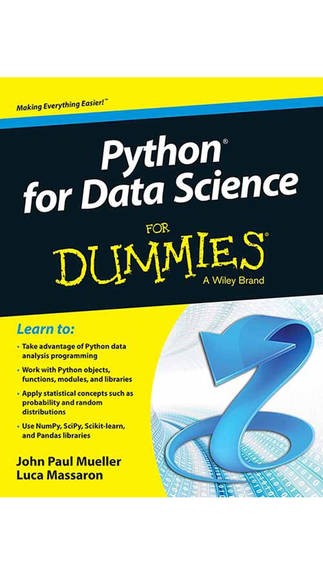 Making Everything Easier!™
Python®
for Data Science
FOR
DUMMIES®
A Wiley Brand
Learn to:
• Take advantage of Python data
analysis programming
• Work with Python objects,
functions, modules, and libraries
• Apply statistical concepts such as
probability and random
distributions
• Use NumPy, SciPy, Scikit-learn,
and Pandas libraries
John Paul Mueller
Luca Massaron